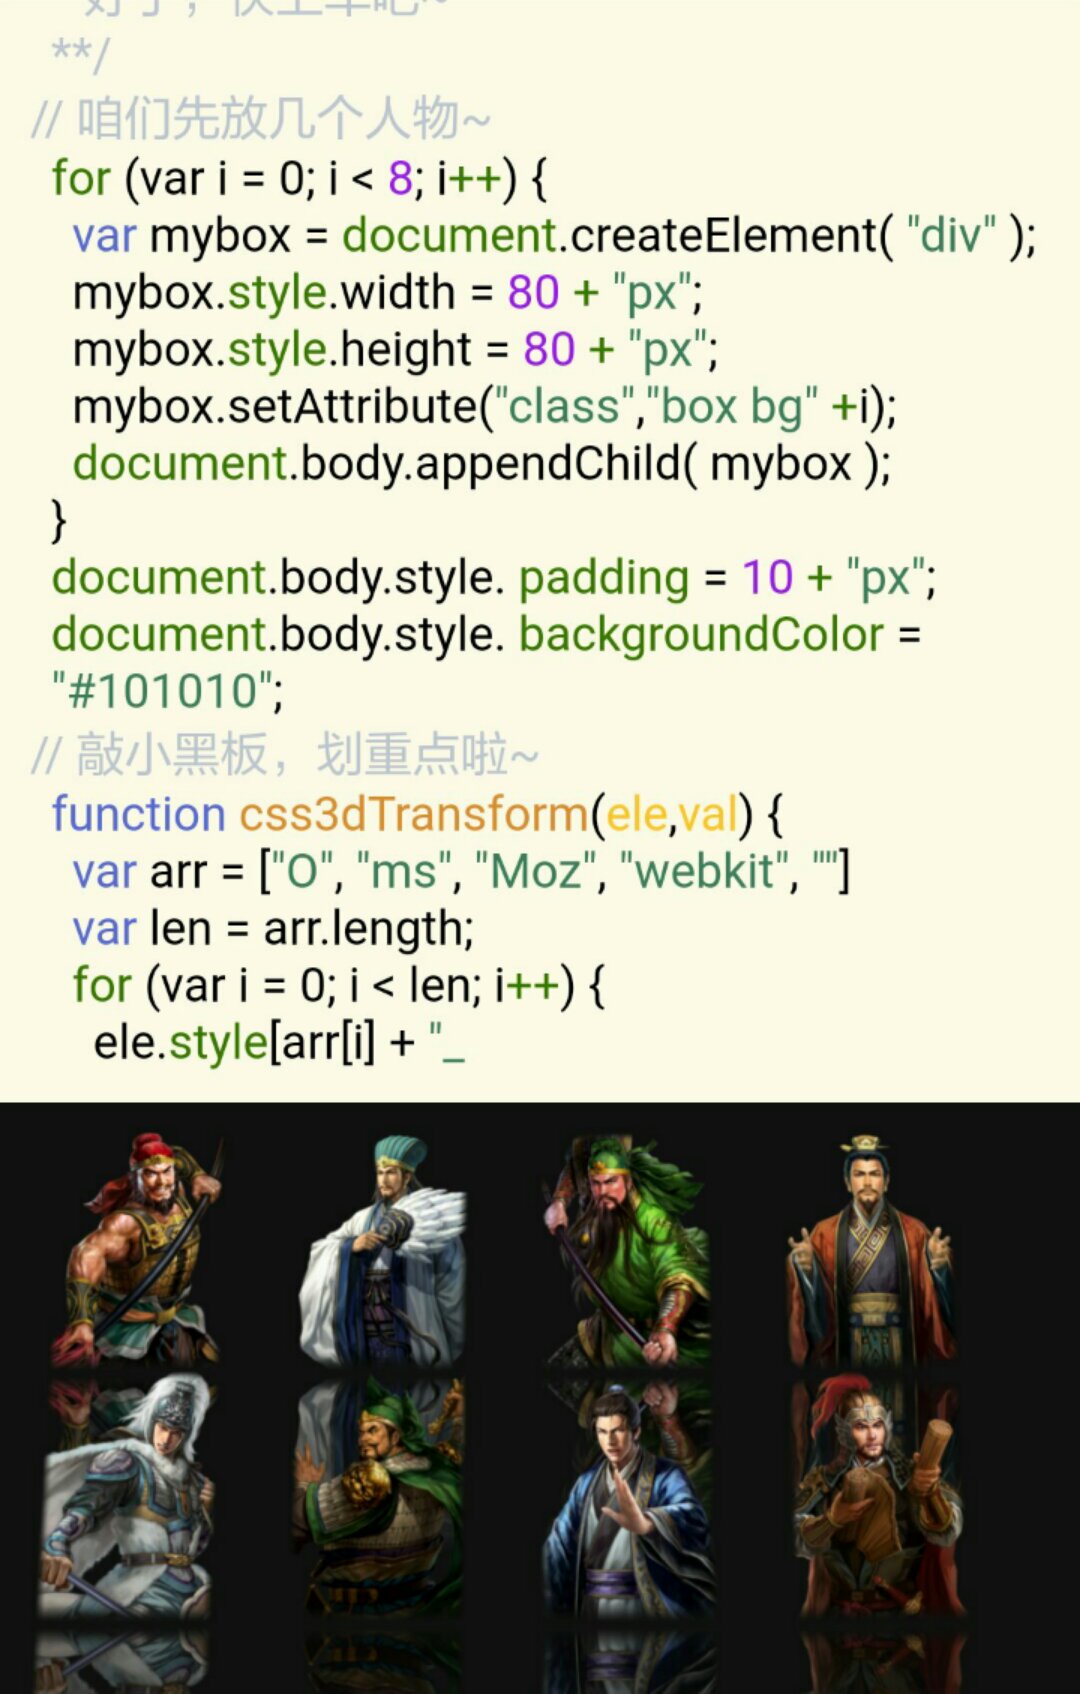 **/
// 咱们先放几个人物~
for (var i = 0; i < 8; i++) {
var mybox = document.createElement( "div" );
mybox.style.width = 80 + "px";
mybox.style.height = 80 + "px";
mybox.setAttribute("class","box bg" +i);
document.body.appendChild( mybox );
}
document.body.style. padding = 10 + "px";
document.body.style. backgroundColor =
"#101010";
// 敲小黑板，划重点啦~
function css3dTransform(ele,val) {
var arr = ["O", "ms", "Moz", "webkit", ""]
var len = arr.length;
for (var i = 0; i < len; i++) {
ele.style[arr[i] + "_